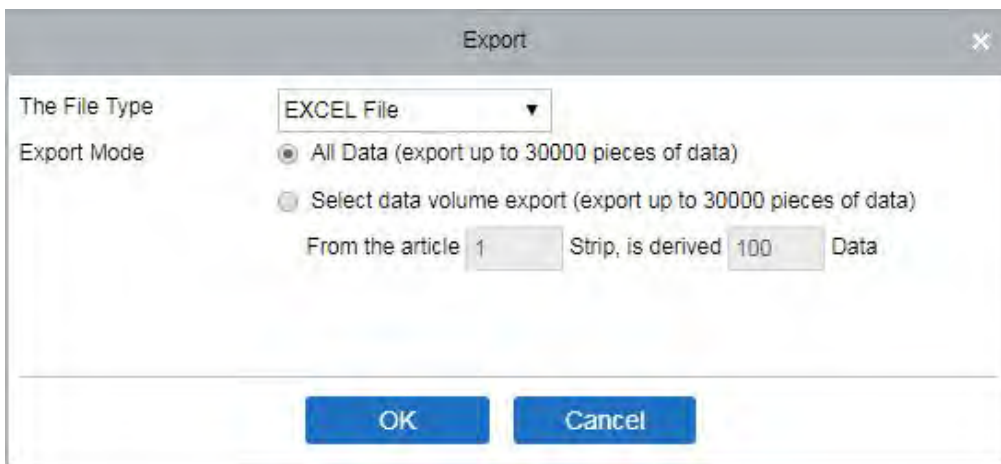 Export
The File Type EXCEL File
Export Mode All Data (export up to 30000 pieces of data)
Select data volume export (export up to 30000 pieces of data)
From the article 1 Strip, is derived 100 Data
OK Cancel